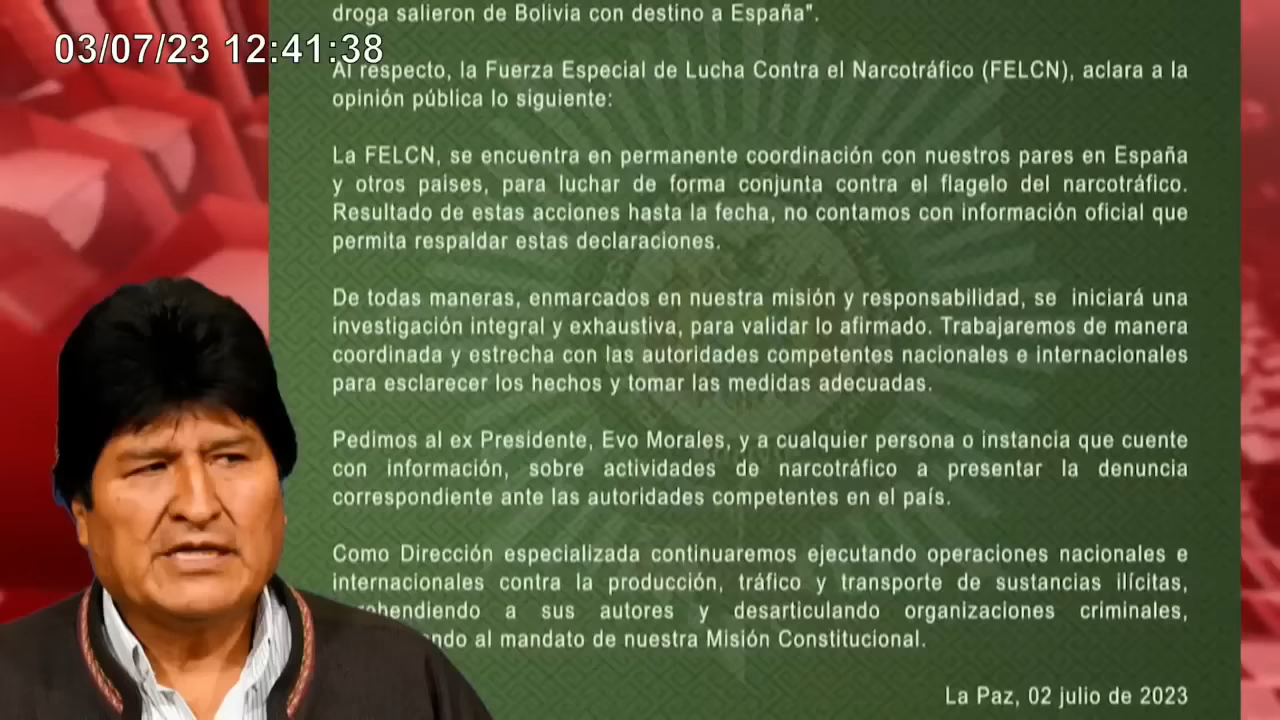 droga salieron de Bolivia con destino a España".
03/07/23 12:41:38
Al respecto, la Fuerza Especial de Lucha Contra el Narcotráfico (FELCN), aclara a la
opinión pública lo siguiente:
La FELCN, se encuentra en permanente coordinación con nuestros pares en España
y otros paises, para luchar de forma conjunta contra el flagelo del narcotráfico.
Resultado de estas acciones hasta la fecha, no contamos con información oficial que
permita respaldar estas declaraciones.
De todas maneras, enmarcados en nuestra misión y responsabilidad, se iniciará una
investigación integral y exhaustiva, para validar lo afirmado. Trabajaremos de manera
coordinada y estrecha con las autoridades competentes nacionales e internacionales
para esclarecer los hechos y tomar las medidas adecuadas.
Pedimos al ex Presidente, Evo Morales, y a cualquier persona o instancia que cuente
con información, sobre actividades de narcotráfico a presentar la denuncia
correspondiente ante las autoridades competentes en el país.
Como Dirección especializada continuaremos ejecutando operaciones nacionales e
internacionales contra la producción, tráfico y transporte de sustancias ilícitas,
a sus autores y desarticulando organizaciones criminales,
al mandato de nuestra Misión Constitucional.
La Paz, 02 julio de 2023